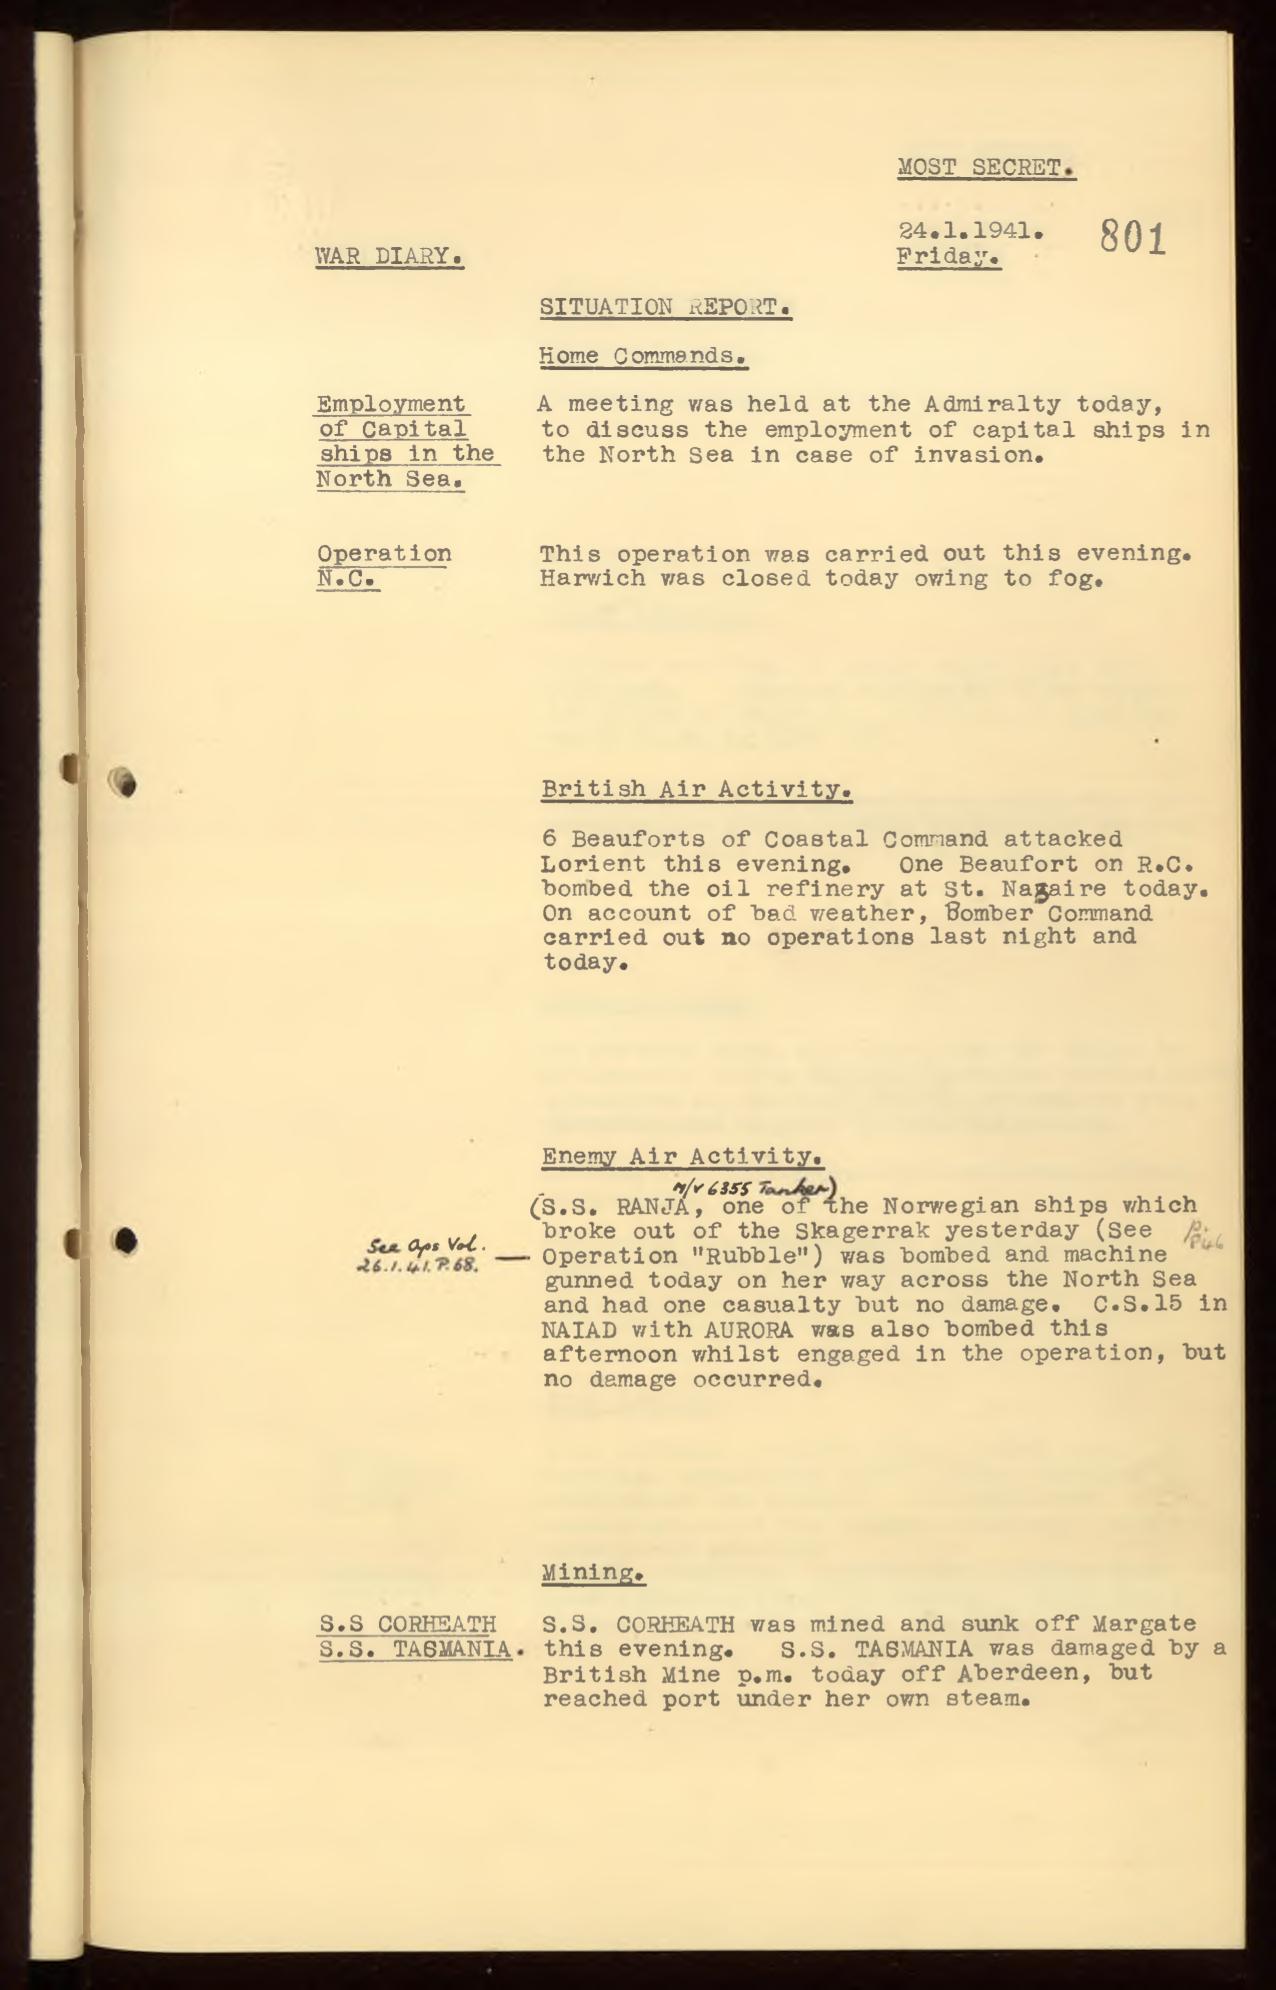 MOST SECRET.
24.1.1941.
801
WAR DIARY.
Friday.
SITUATION REPORT.
Home Commands.
Employment
of Capital
ships in the
North Sea.
A meeting was held at the Admiralty today,
to discuss the employment of capital ships in
the North Sea in case of invasion.
Operation
N.C.
This operation was carried out this evening.
Harwich was closed today owing to fog.
British Air Activity.
6 Beauforts of Coastal Command attacked
Lorient this evening. One Beaufort on R.C.
bombed the oil refinery at St. Nazaire today.
On account of bad weather, Bomber Command
carried out no operations last night and
today.
Enemy Air Activity.
M/V 6355 Tanker)
(S.S. RANJA, one of the Norwegian ships which
broke out of the Skagerrak yesterday (See
See Ops Vol.
26.1.41. P.68.
Operation "Rubble") was bombed and machine
gunned today on her way across the North Sea
and had one casualty but no damage. C.S.15 in
NAIAD with AURORA was also bombed this
afternoon whilst engaged in the operation, but
no damage occurred.
Mining.
S.S CORHEATH
S.S. TASMANIA.
S.S. CORHEATH was mined and sunk off Margate
this evening. S.S. TASMANIA was damaged by a
British Mine p.m. today off Aberdeen, but
reached port under her own steam.